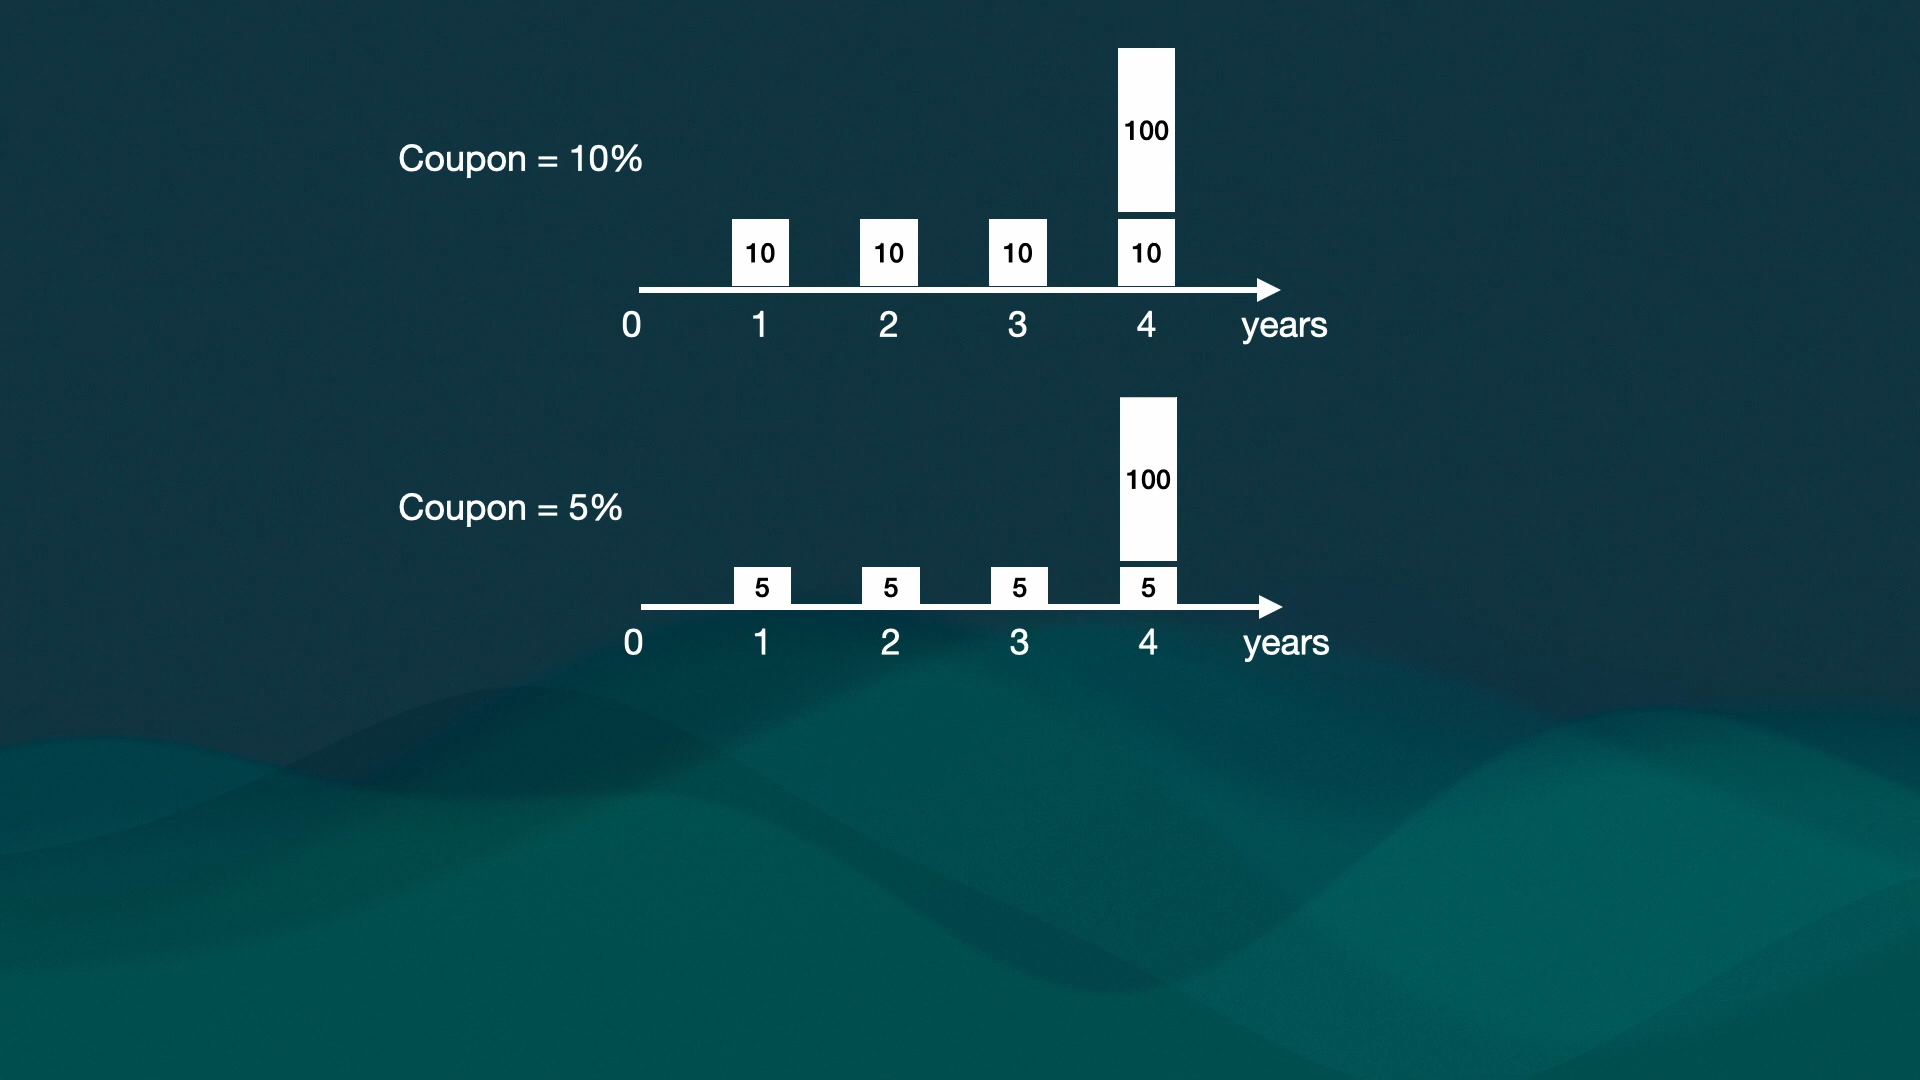 100
Coupon = 10%
10 10 10 10
0 1 2 3 4 years
100
Coupon = 5%
5 5 5 5
0 1 2 3 4 years